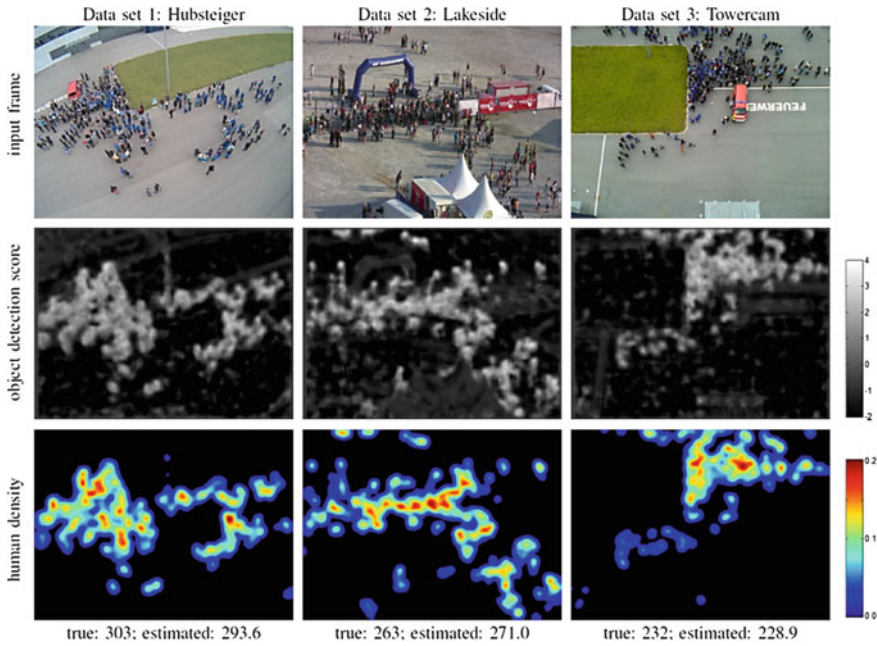 Data set 1: Hubsteiger
Data set 2: Lakeside
Data set 3: Towercam
input frame
FEUERWE
object detection score
4
3
2
1
0
-1
-2
human density
0.2
0.1
0.0
true: 303; estimated: 293.6
true: 263; estimated: 271.0
true: 232; estimated: 228.9